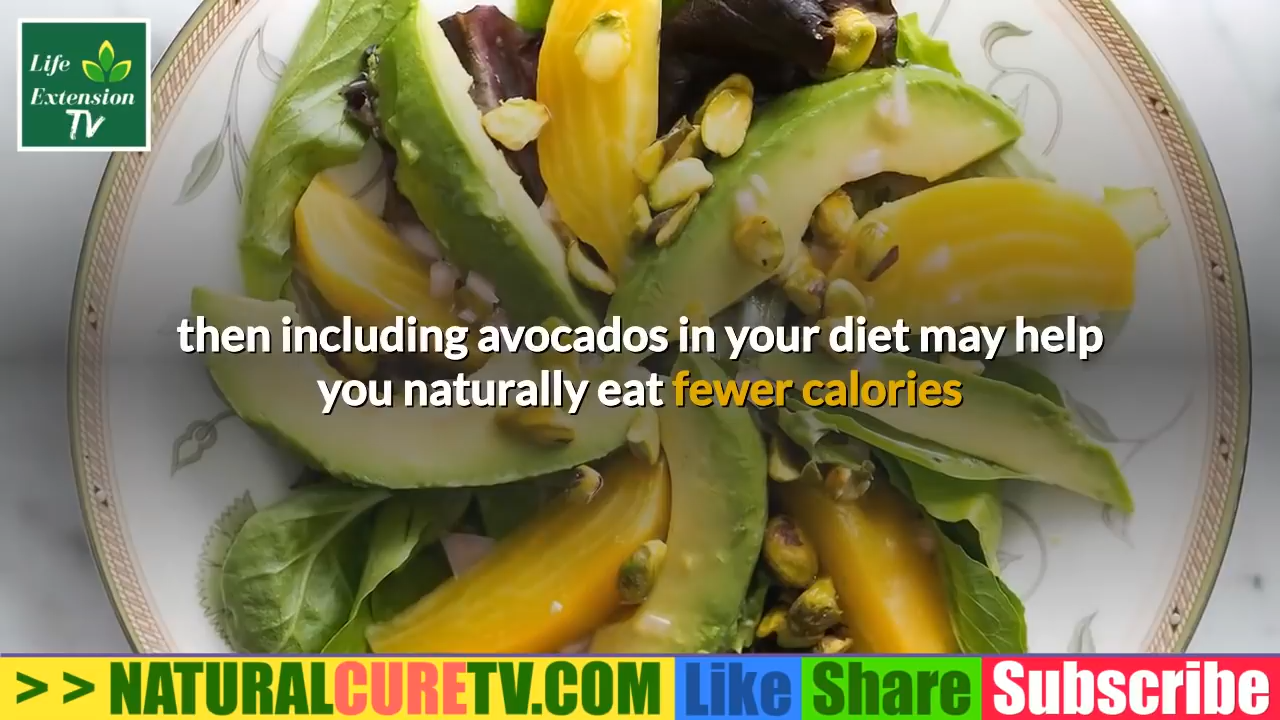 Life
Extension
TV
then including avocados in your diet may help
you naturally eat fewer calories
> > NATURALCURETV.COM Like Share Subscribe